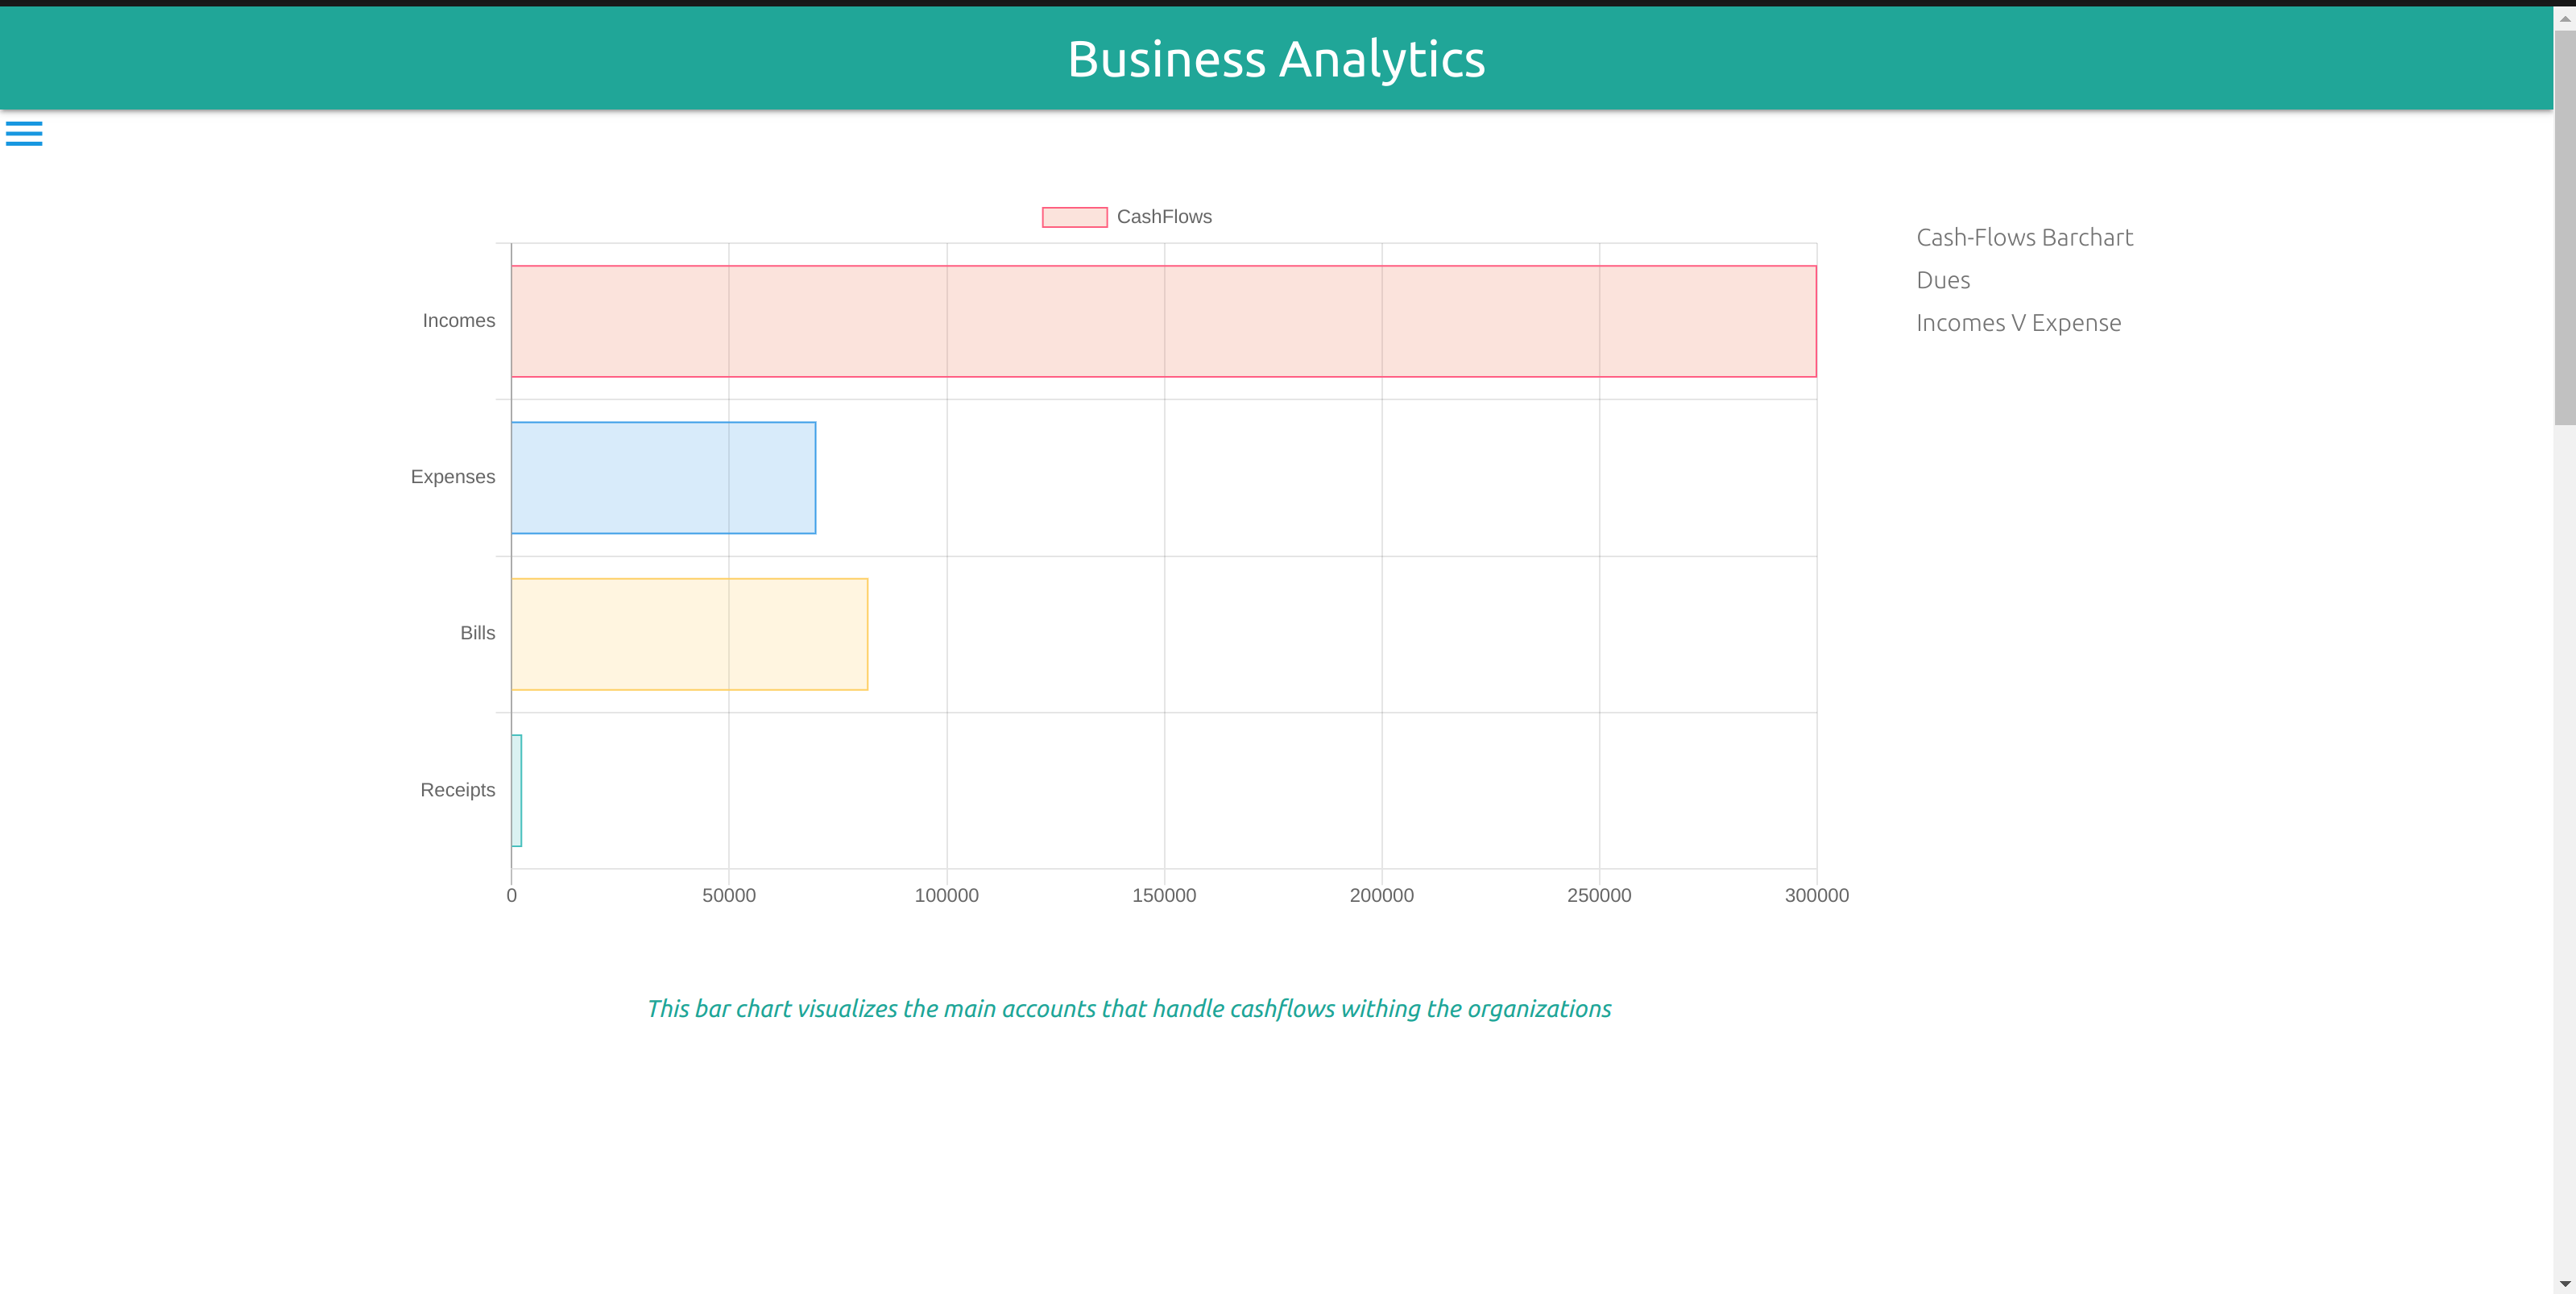 Business Analytics
CashFlows
Cash-Flows Barchart
Dues
Incomes V Expense
Incomes
Expenses
Bills
Receipts
0 50000 100000 150000 200000 250000 300000
This bar chart visualizes the main accounts that handle cashflows withing the organizations